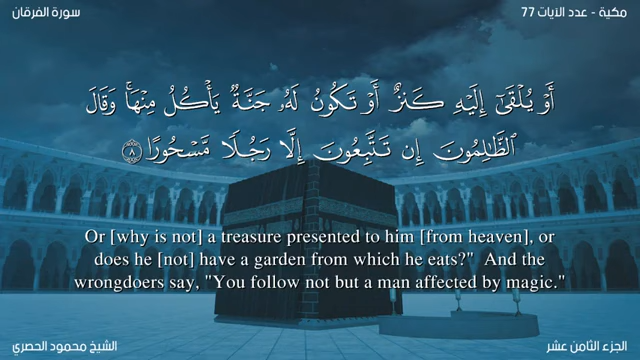 سورة الفرقان
مكية - عدد الآيات 77
أَوْ يُلْقَىٰٓ إِلَيْهِ كَنزٌ أَوْ تَكُونُ لَهُۥ جَنَّةٌ يَأْكُلُ مِنْهَا ۚ وَقَالَ
ٱلظَّٰلِمُونَ إِن تَتَّبِعُونَ إِلَّا رَجُلًا مَّسْحُورًا ٨
Or [why is not] a treasure presented to him [from heaven], or
does he [not] have a garden from which he eats?" And the
wrongdoers say, "You follow not but a man affected by magic."
الشيخ محمود الحصري
الجزء الثامن عشر